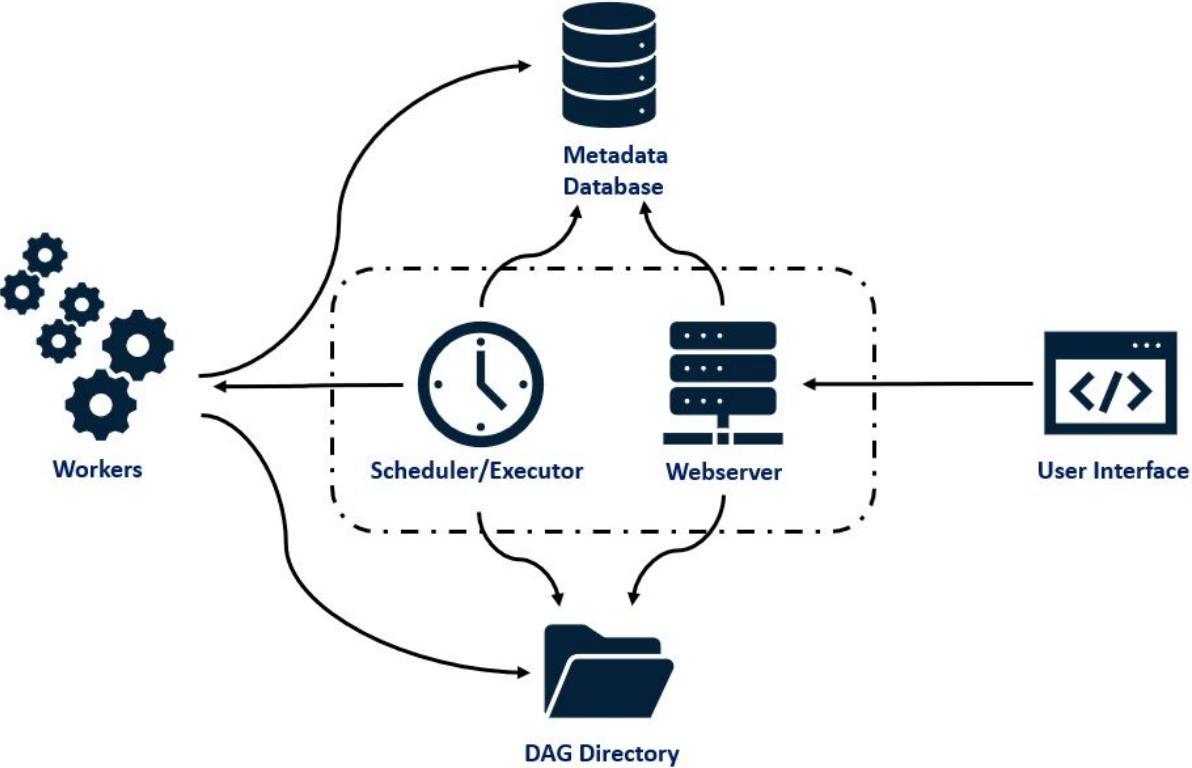 Metadata
Database
Workers
Scheduler/Executor
Webserver
User Interface
DAG Directory